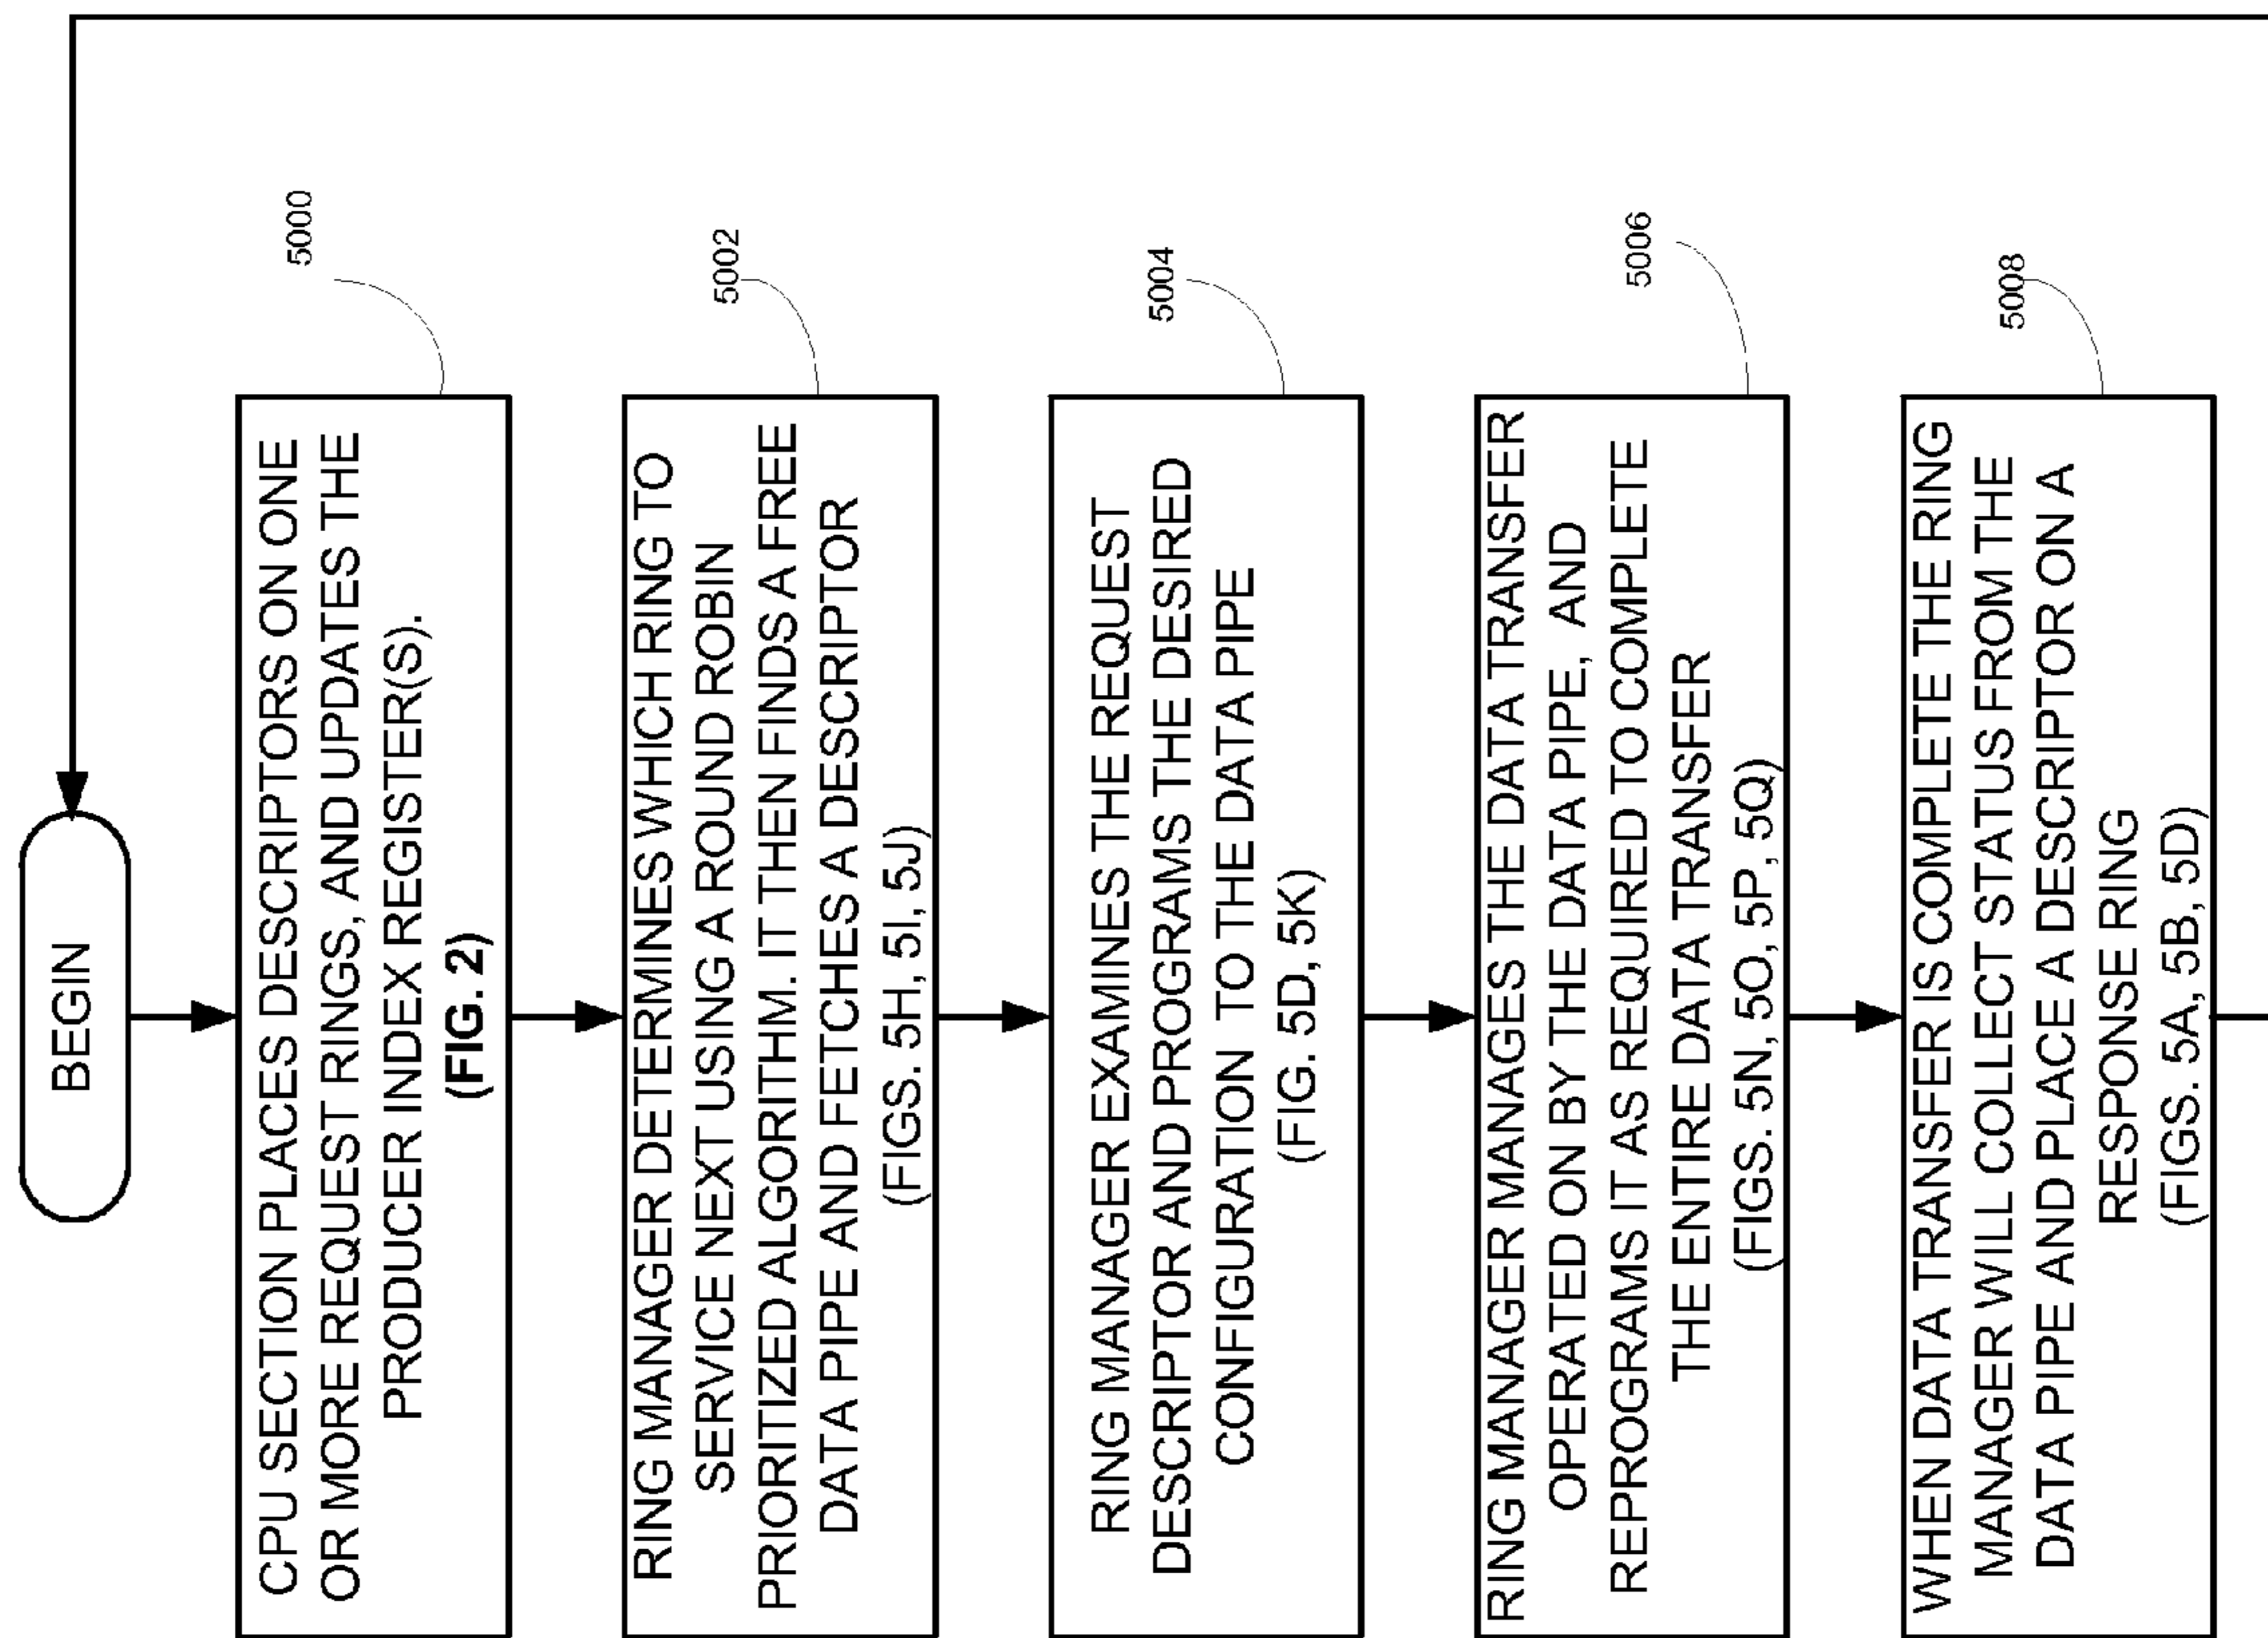 BEGIN
5000
CPU SECTION PLACES DESCRIPTORS ON ONE
OR MORE REQUEST RINGS, AND UPDATES THE
PRODUCER INDEX REGISTER(S).
(FIG. 2)
5002
RING MANAGER DETERMINES WHICH RING TO
SERVICE NEXT USING A ROUND ROBIN
PRIORITIZED ALGORITHM. IT THEN FINDS A FREE
DATA PIPE AND FETCHES A DESCRIPTOR
(FIGS. 5H, 5I, 5J)
5004
RING MANAGER EXAMINES THE REQUEST
DESCRIPTOR AND PROGRAMS THE DESIRED
CONFIGURATION TO THE DATA PIPE
(FIG. 5D, 5K)
5006
RING MANAGER MANAGES THE DATA TRANSFER
OPERATED ON BY THE DATA PIPE, AND
REPROGRAMS IT AS REQUIRED TO COMPLETE
THE ENTIRE DATA TRANSFER
(FIGS. 5N, 5O, 5P, 5Q)
5008
WHEN DATA TRANSFER IS COMPLETE THE RING
MANAGER WILL COLLECT STATUS FROM THE
DATA PIPE AND PLACE A DESCRIPTOR ON A
RESPONSE RING
(FIGS. 5A, 5B, 5D)